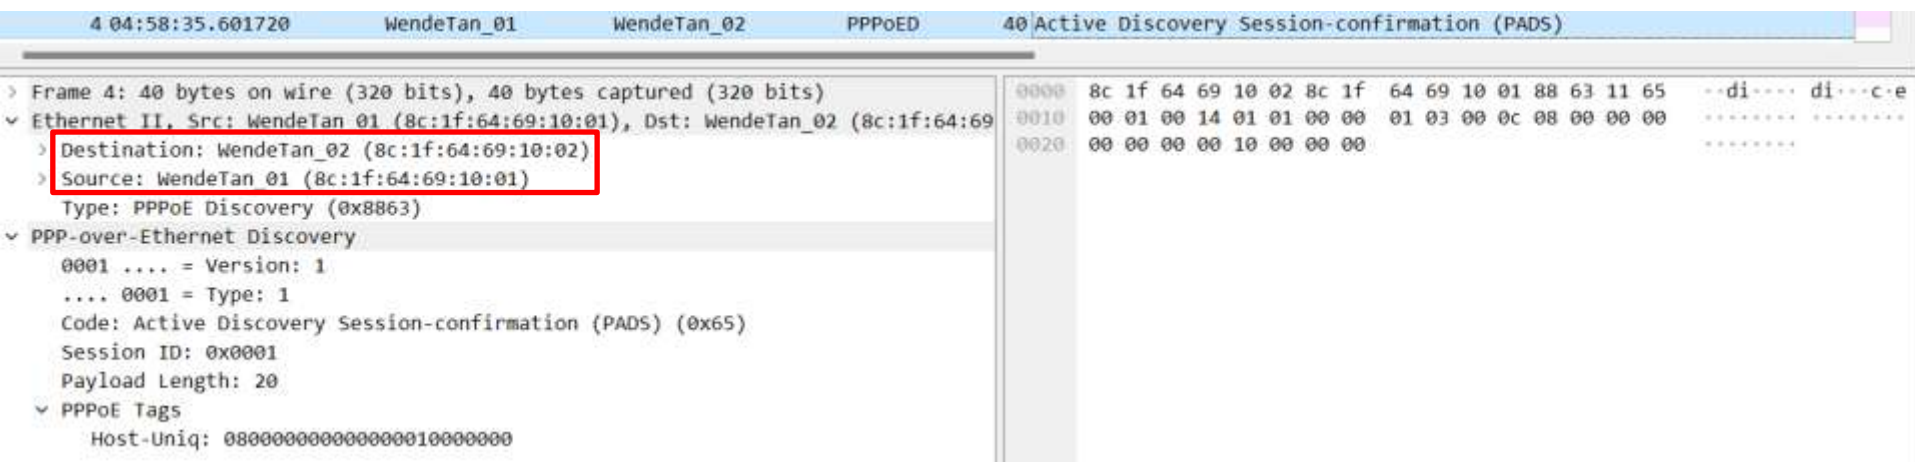 4 04:58:35.601720 WendeTan_01 WendeTan_02 PPPoED 40 Active Discovery Session-confirmation (PADS)
Frame 4: 40 bytes on wire (320 bits), 40 bytes captured (320 bits)
Ethernet II, Src: WendeTan_01 (8c:1f:64:69:10:01), Dst: WendeTan_02 (8c:1f:64:69
Destination: WendeTan_02 (8c:1f:64:69:10:02)
Source: WendeTan_01 (8c:1f:64:69:10:01)
Type: PPPoE Discovery (0x8863)
PPP-over-Ethernet Discovery
0001 .... = Version: 1
.... 0001 = Type: 1
Code: Active Discovery Session-confirmation (PADS) (0x65)
Session ID: 0x0001
Payload Length: 20
PPPoE Tags
Host-Uniq: 080000000000000010000000
0000 8c 1f 64 69 10 02 8c 1f 64 69 10 01 88 63 11 65 ··di···· di···c·e
0010 00 01 00 14 01 01 00 00 01 03 00 0c 08 00 00 00 ········ ········
0020 00 00 00 00 10 00 00 00 ········